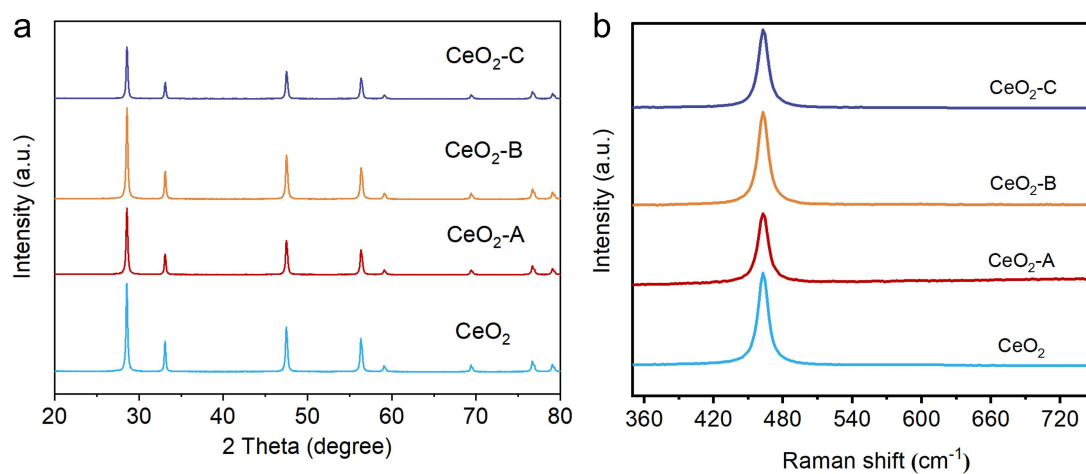 a
Intensity (a.u.)
CeO₂-C
CeO₂-B
CeO₂-A
CeO₂
20 30 40 50 60 70 80
2 Theta (degree)
b
Intensity (a.u.)
CeO₂-C
CeO₂-B
CeO₂-A
CeO₂
360 420 480 540 600 660 720
Raman shift (cm⁻¹)